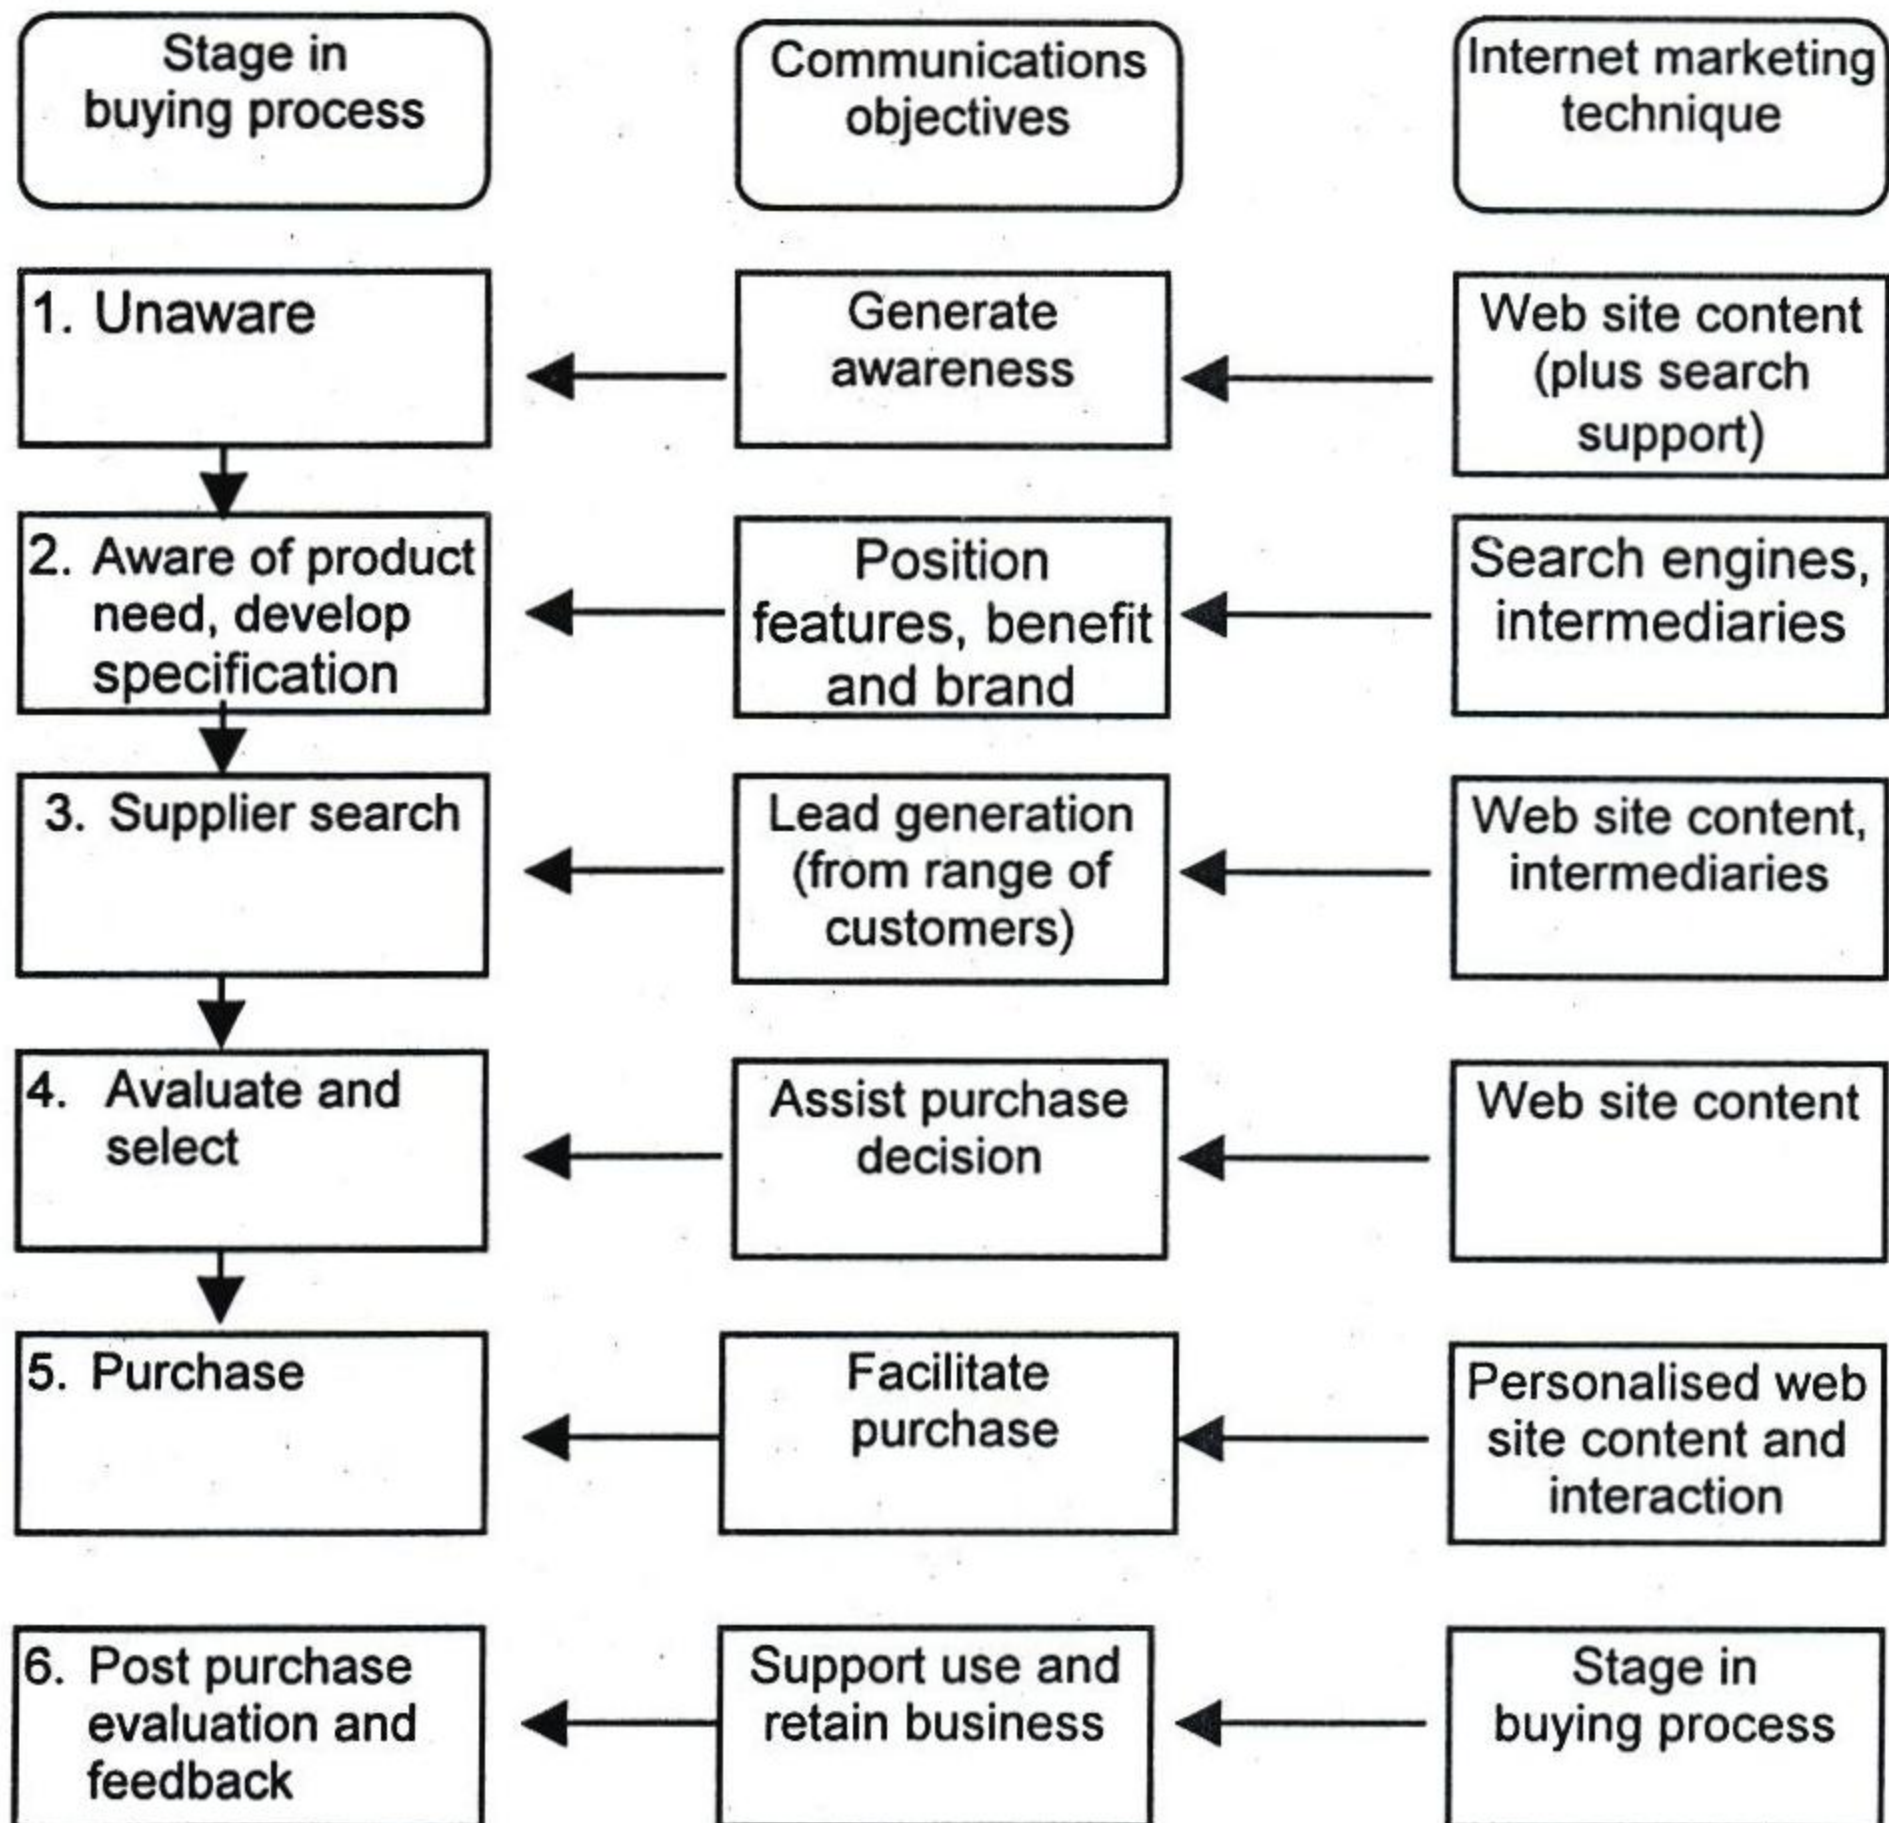 Stage in
buying process
Communications
objectives
Internet marketing
technique
1. Unaware
Generate
awareness
Web site content
(plus search
support)
2. Aware of product
need, develop
specification
Position
features, benefit
and brand
Search engines,
intermediaries
3. Supplier search
Lead generation
(from range of
customers)
Web site content,
intermediaries
4. Avaluate and
select
Assist purchase
decision
Web site content
5. Purchase
Facilitate
purchase
Personalised web
site content and
interaction
6. Post purchase
evaluation and
feedback
Support use and
retain business
Stage in
buying process